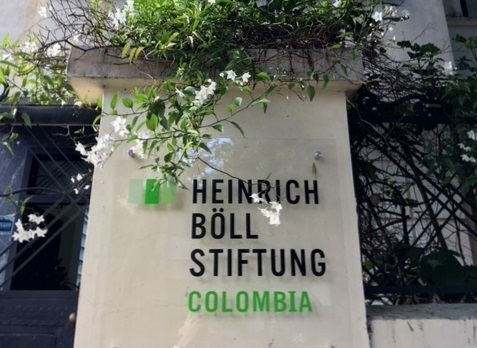 HEINRICH
BÖLL
STIFTUNG
COLOMBIA